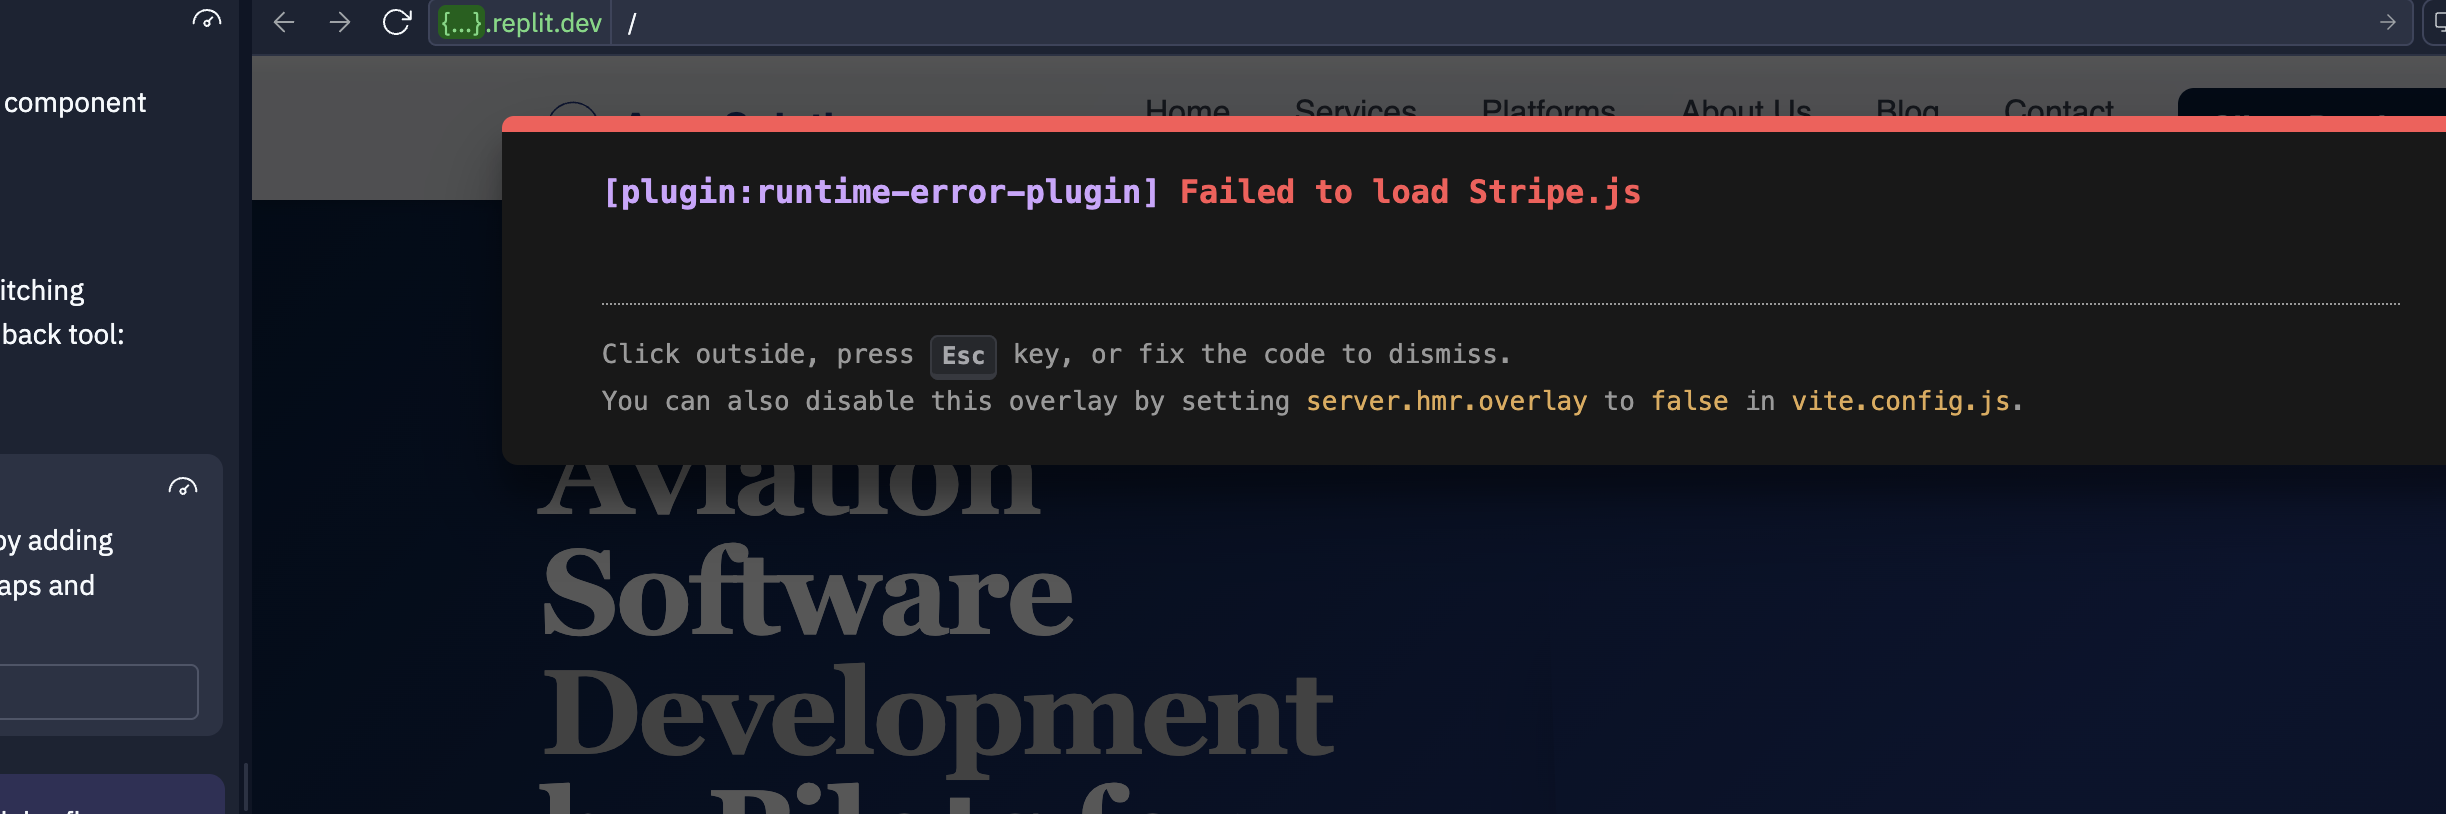 {...}.replit.dev /
component
itching
back tool:
by adding
aps and
Home Services Platforms About Us Blog Contact
[plugin:runtime-error-plugin] Failed to load Stripe.js
Click outside, press Esc key, or fix the code to dismiss.
You can also disable this overlay by setting server.hmr.overlay to false in vite.config.js.
Aviation
Software
Development